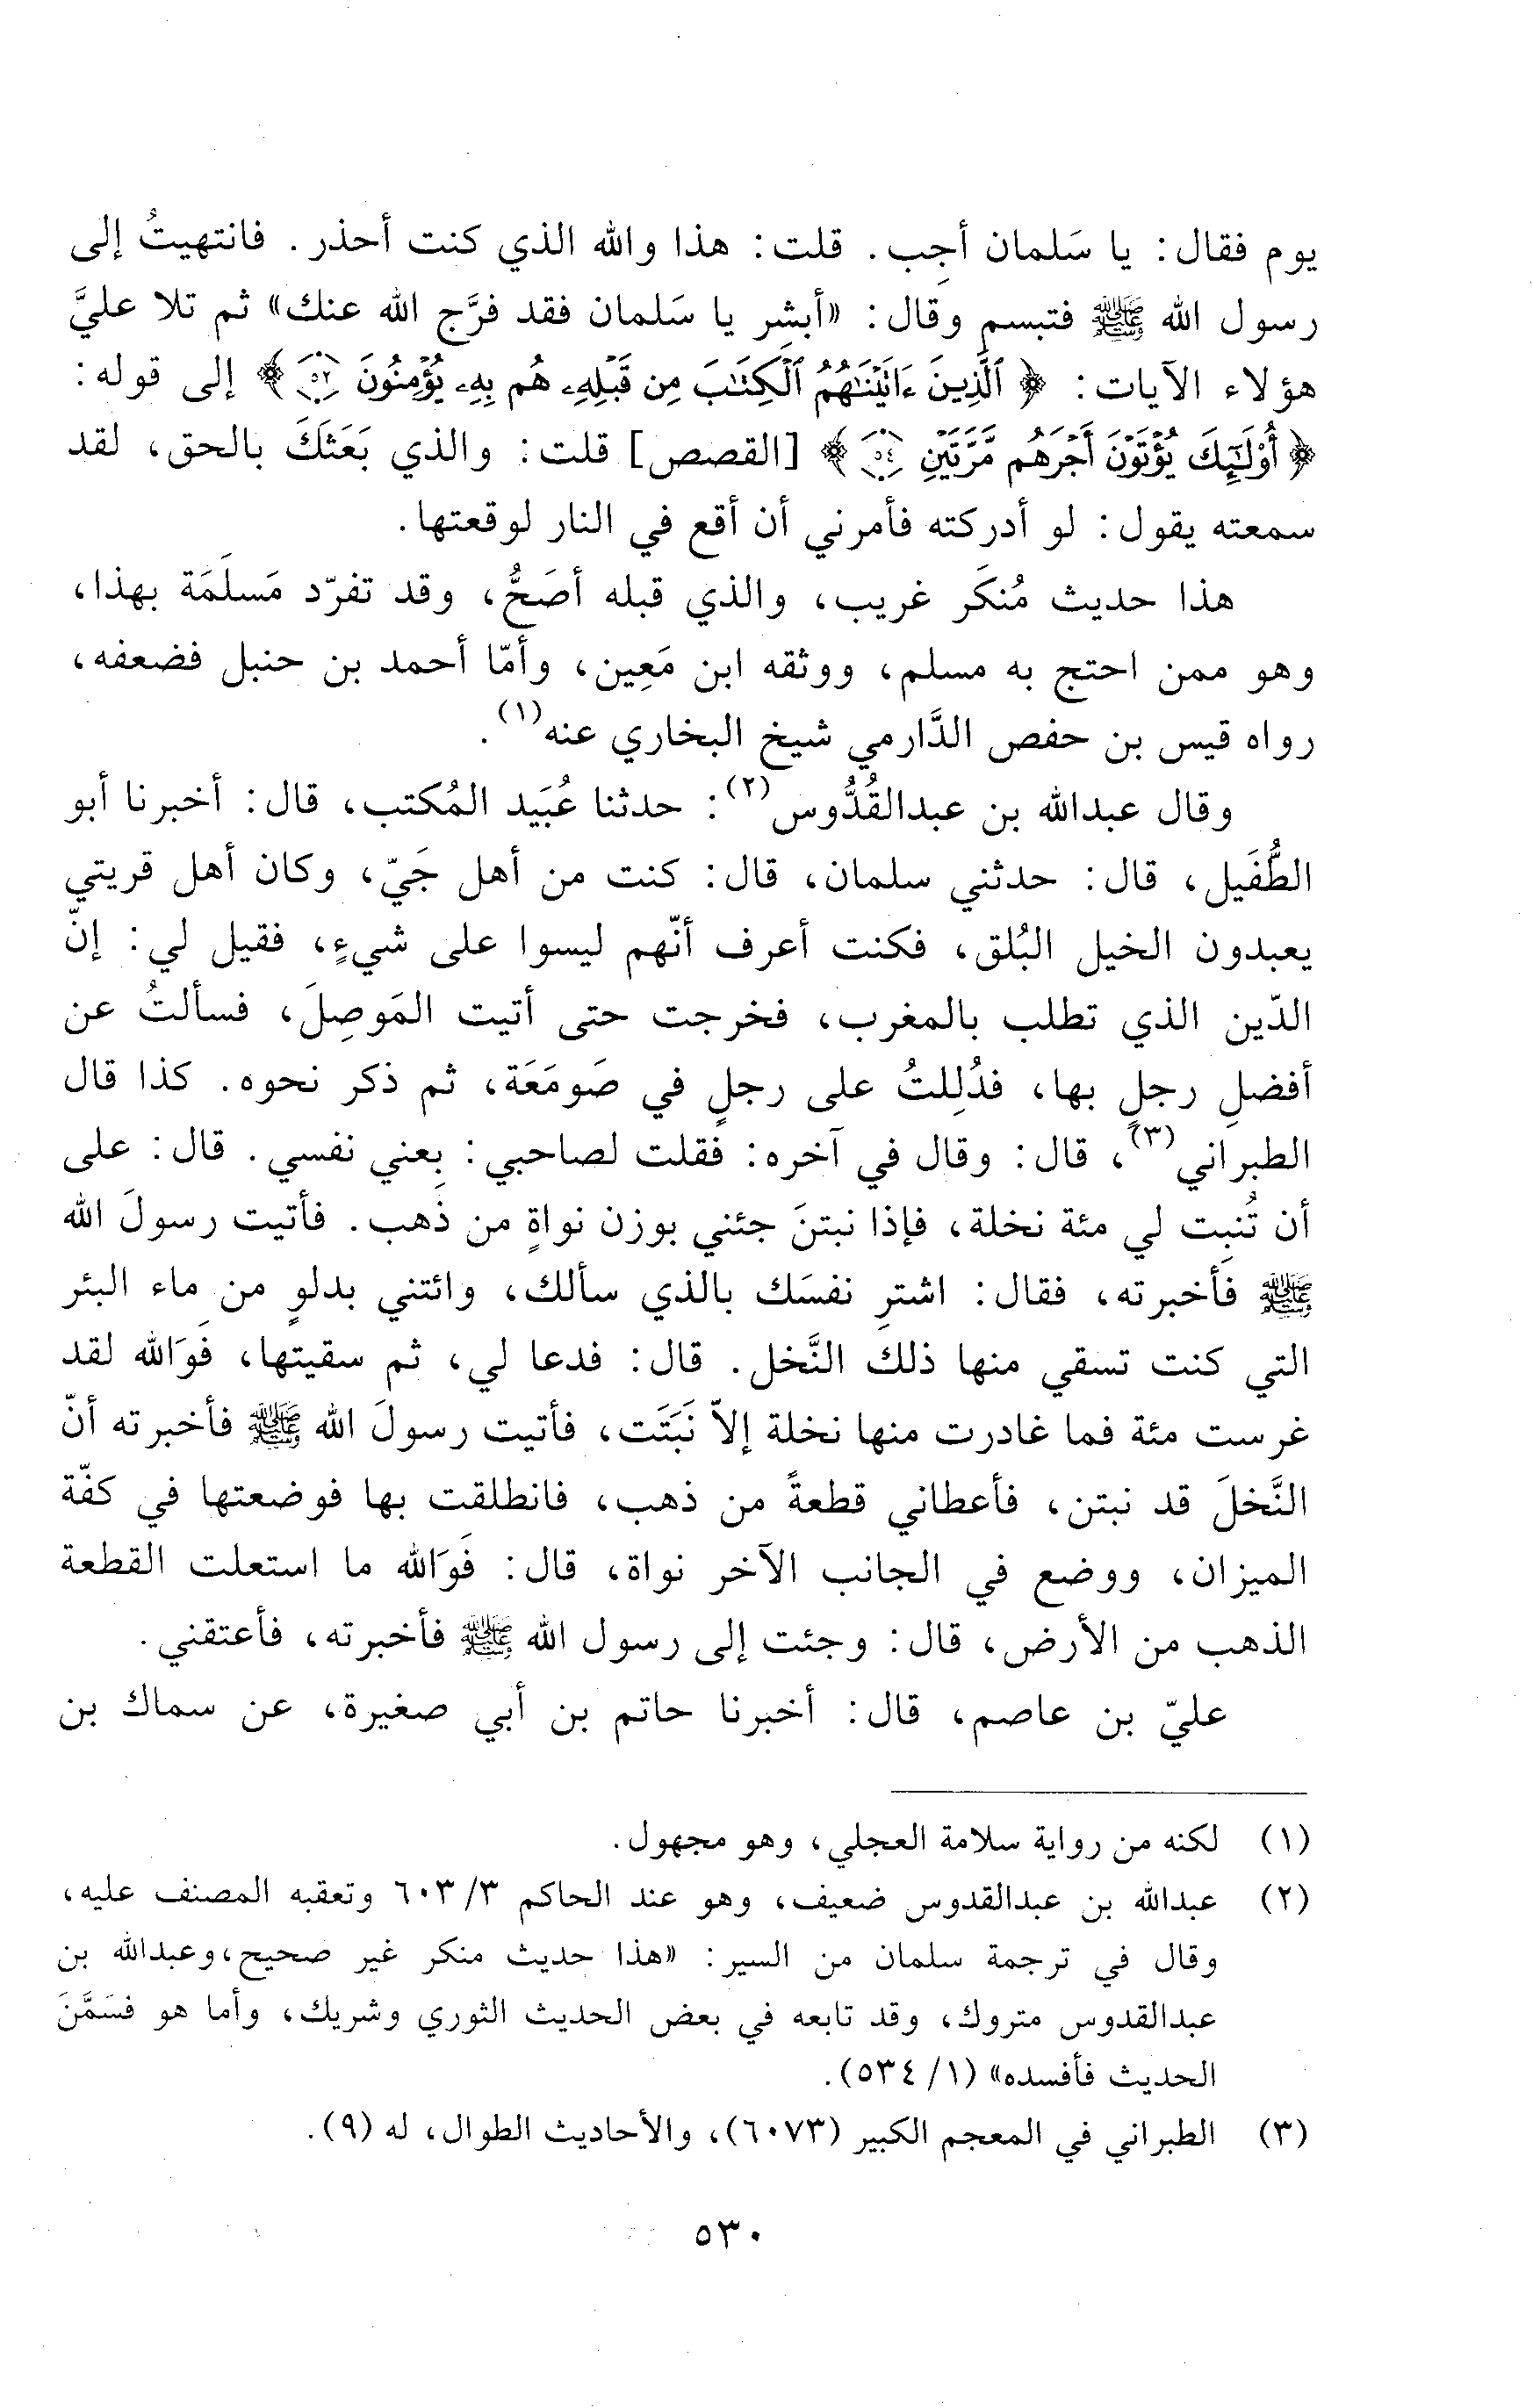 يوم فقال: يا سَلمان أجِب. قلت: هذا والله الذي كنت أحذر. فانتهيتُ إلى
رسول الله ﷺ فتبسم وقال: «أبشِر يا سَلمان فقد فرَّج الله عنك» ثم تلا عليَّ
هؤلاء الآيات: ﴿ ٱلَّذِينَ ءَاتَيْنَٰهُمُ ٱلْكِتَٰبَ مِن قَبْلِهِۦ هُم بِهِۦ يُؤْمِنُونَ ٥٢ ﴾ إلى قوله:
﴿ أُوْلَٰٓئِكَ يُؤْتَوْنَ أَجْرَهُم مَّرَّتَيْنِ ٥٤ ﴾ [القصص] قلت: والذي بَعَثَكَ بالحق، لقد
سمعته يقول: لو أدركته فأمرني أن أقع في النار لوقعتها.
هذا حديث مُنكَر غريب، والذي قبله أصَحُّ، وقد تفرّد مَسلَمَة بهذا،
وهو ممن احتج به مسلم، ووثقه ابن مَعِين، وأمّا أحمد بن حنبل فضعفه،
رواه قيس بن حفص الدَّارمي شيخ البخاري عنه(١).
وقال عبدالله بن عبدالقُدُّوس(٢): حدثنا عُبَيد المُكتب، قال: أخبرنا أبو
الطُّفَيل، قال: حدثني سلمان، قال: كنت من أهل جَيّ، وكان أهل قريتي
يعبدون الخيل البُلق، فكنت أعرف أنّهم ليسوا على شيءٍ، فقيل لي: إنّ
الدّين الذي تطلب بالمغرب، فخرجت حتى أتيت المَوصِلَ، فسألتُ عن
أفضلِ رجلٍ بها، فدُلِلتُ على رجلٍ في صَومَعَة، ثم ذكر نحوه. كذا قال
الطبراني(٣)، قال: وقال في آخره: فقلت لصاحبي: بِعني نفسي. قال: على
أن تُنبِت لي مئة نخلة، فإذا نبتنَ جئني بوزن نواةٍ من ذَهب. فأتيت رسولَ الله
ﷺ فأخبرته، فقال: اشترِ نفسَك بالذي سألك، وائتني بدلوٍ من ماء البئر
التي كنت تسقي منها ذلك النَّخل. قال: فدعا لي، ثم سقيتها، فَوَالله لقد
غرست مئة فما غادرت منها نخلة إلاّ نَبَتَت، فأتيت رسولَ الله ﷺ فأخبرته أنّ
النَّخلَ قد نبتن، فأعطاني قطعةً من ذهب، فانطلقت بها فوضعتها في كفّة
الميزان، ووضع في الجانب الآخر نواة، قال: فَوَالله ما استعلت القطعة
الذهب من الأرض، قال: وجئت إلى رسول الله ﷺ فأخبرته، فأعتقني.
عليّ بن عاصم، قال: أخبرنا حاتم بن أبي صغيرة، عن سماك بن
(١) لكنه من رواية سلامة العجلي، وهو مجهول.
(٢) عبدالله بن عبدالقدوس ضعيف، وهو عند الحاكم ٣/ ٦٠٣ وتعقبه المصنف عليه،
وقال في ترجمة سلمان من السير: «هذا حديث منكر غير صحيح، وعبدالله بن
عبدالقدوس متروك، وقد تابعه في بعض الحديث الثوري وشريك، وأما هو فسَمَّنَ
الحديث فأفسده» (١/ ٥٣٤).
(٣) الطبراني في المعجم الكبير (٦٠٧٣)، والأحاديث الطوال، له (٩).
٥٣٠